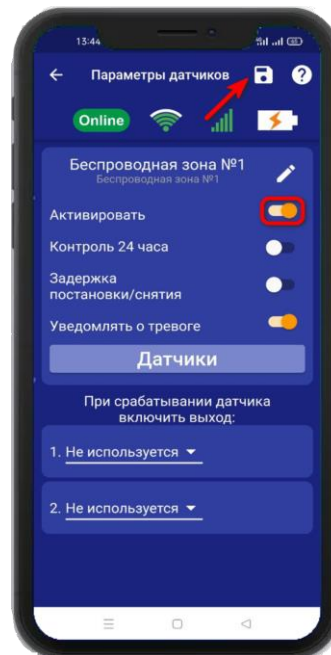 13:44
Параметры датчиков
?
Online
Беспроводная зона №1
Беспроводная зона №1
Активировать
Контроль 24 часа
Задержка
постановки/снятия
Уведомлять о тревоге
Датчики
При срабатывании датчика
включить выход:
1. Не используется
2. Не используется